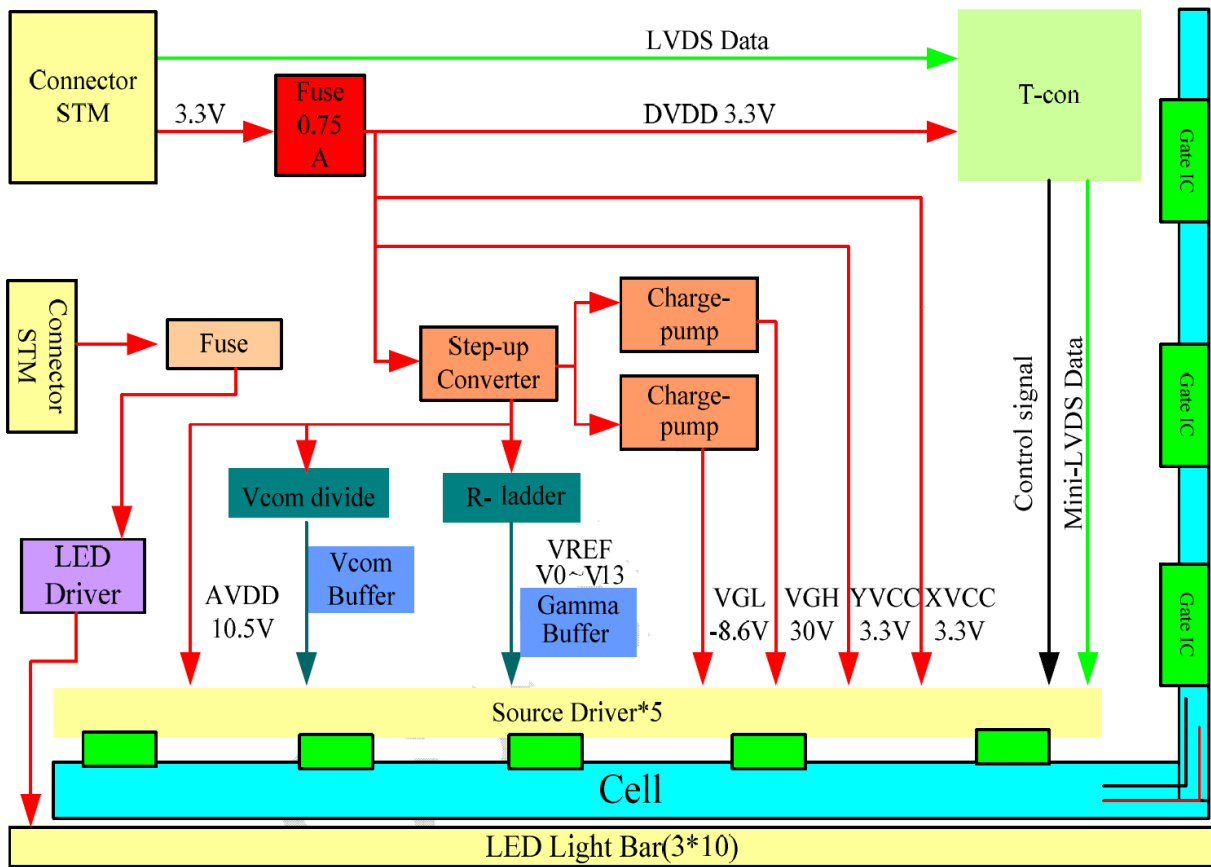 LVDS Data
Connector
STM
3.3V
Fuse
0.75
A
DVDD 3.3V
T-con
Gate IC
Connector
STM
Fuse
Step-up
Converter
Charge-
pump
Charge-
pump
Control signal
Mini-LVDS Data
Gate IC
Vcom divide
R- ladder
LED
Driver
Vcom
Buffer
AVDD
10.5V
VREF
V0~V13
Gamma
Buffer
VGL
-8.6V
VGH
30V
YVCC
3.3V
XVCC
3.3V
Gate IC
Source Driver*5
Cell
LED Light Bar(3*10)